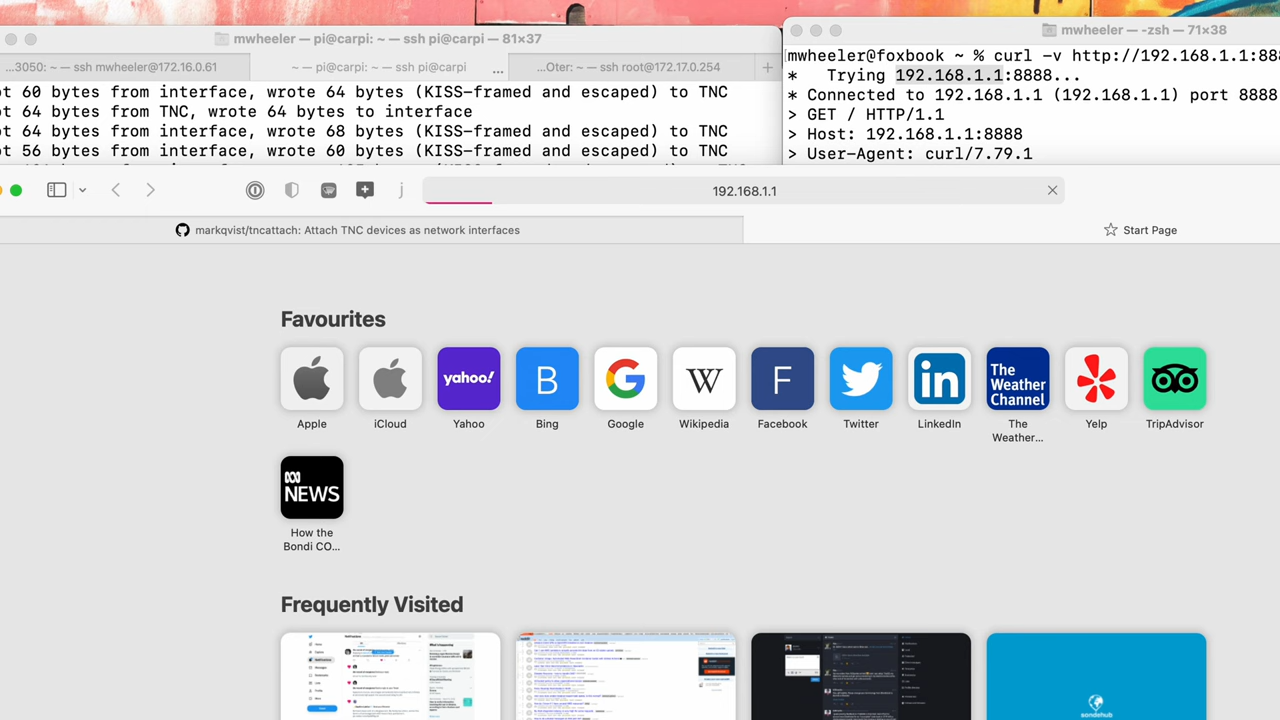 mwheeler — pi@carpi: ~ — ssh pi@carpi — 81×37
...3050: ~ — ssh mwheeler@172.16.0.61
~ — pi@carpi: ~ — ssh pi@carpi ...
...Oter: ~ — ssh root@172.17.0.254 +
ot 60 bytes from interface, wrote 64 bytes (KISS-framed and escaped) to TNC
ot 64 bytes from TNC, wrote 64 bytes to interface
ot 64 bytes from interface, wrote 68 bytes (KISS-framed and escaped) to TNC
ot 56 bytes from interface, wrote 60 bytes (KISS-framed and escaped) to TNC
mwheeler — -zsh — 71×38
mwheeler@foxbook ~ % curl -v http://192.168.1.1:888
* Trying 192.168.1.1:8888...
* Connected to 192.168.1.1 (192.168.1.1) port 8888
> GET / HTTP/1.1
> Host: 192.168.1.1:8888
> User-Agent: curl/7.79.1
j
192.168.1.1
markqvist/tncattach: Attach TNC devices as network interfaces
Start Page
Favourites
yahoo!
B
W
F
in
The
Weather
Channel
Apple
iCloud
Yahoo
Bing
Google
Wikipedia
Facebook
Twitter
LinkedIn
The
Weather...
Yelp
TripAdvisor
NEWS
How the
Bondi CO...
Frequently Visited
sondehub